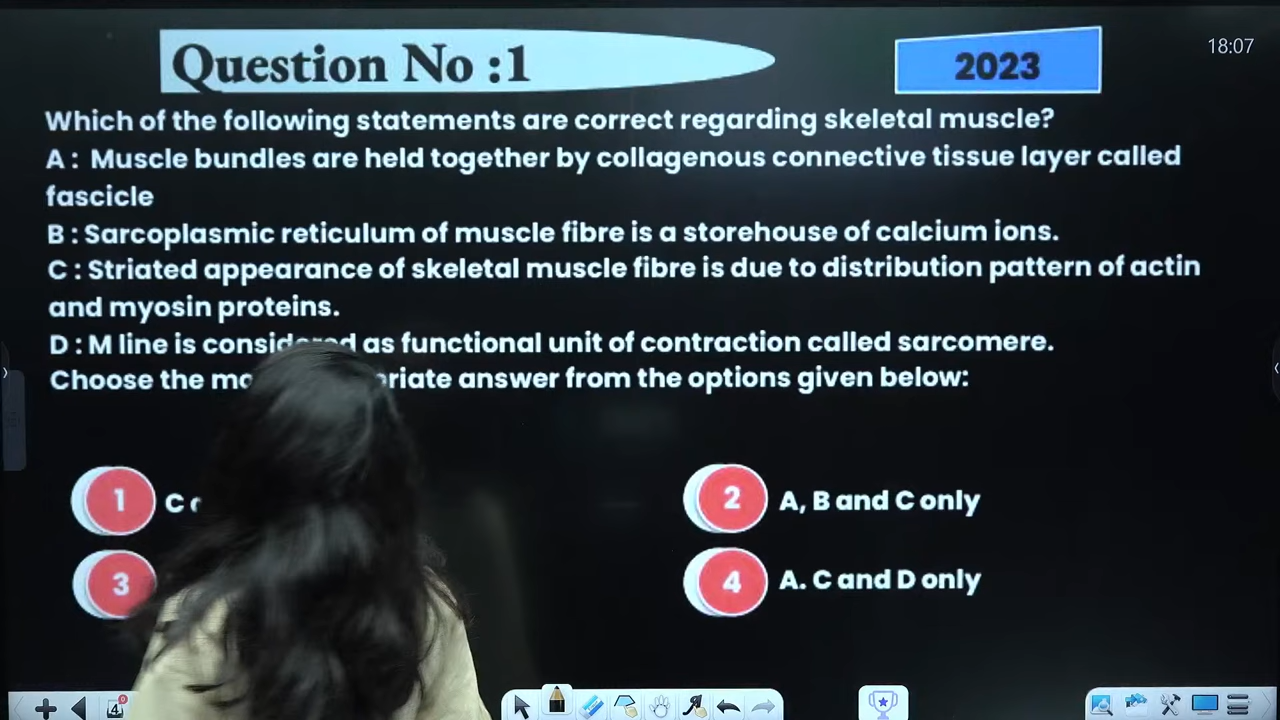 Question No :1
2023
18:07
Which of the following statements are correct regarding skeletal muscle?
A : Muscle bundles are held together by collagenous connective tissue layer called
fascicle
B : Sarcoplasmic reticulum of muscle fibre is a storehouse of calcium ions.
C : Striated appearance of skeletal muscle fibre is due to distribution pattern of actin
and myosin proteins.
D : M line is considered as functional unit of contraction called sarcomere.
Choose the answer from the options given below:
1 C
2 A, B and C only
3
4 A. C and D only